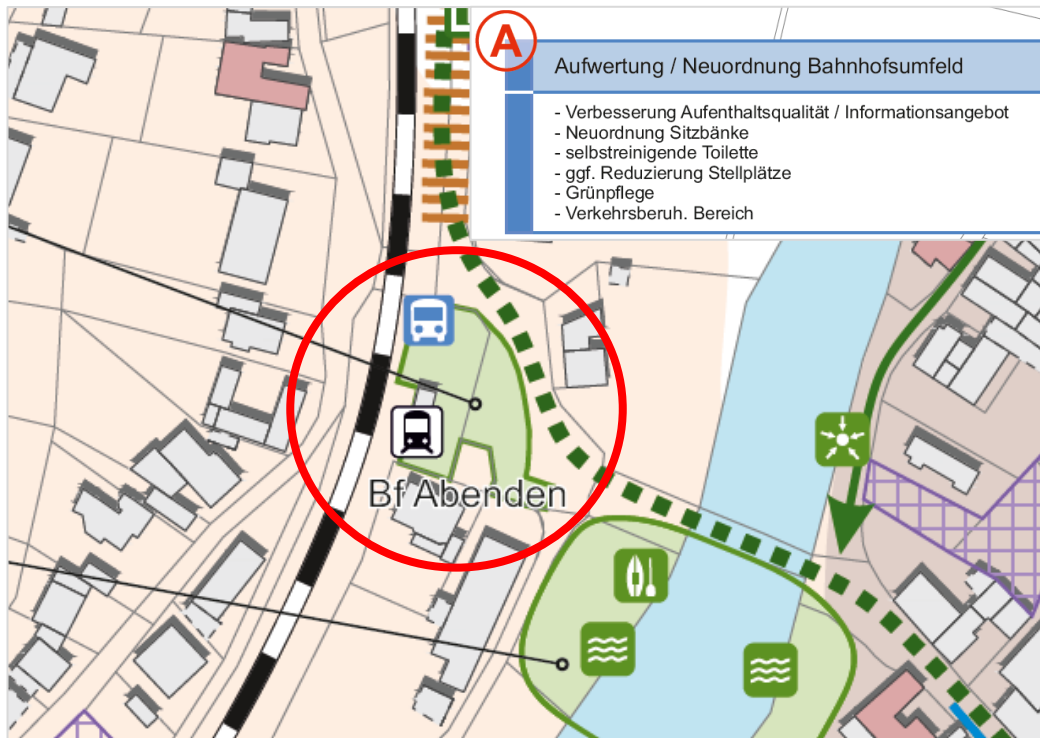 A
Aufwertung / Neuordnung Bahnhofsumfeld
- Verbesserung Aufenthaltsqualität / Informationsangebot
- Neuordnung Sitzbänke
- selbstreinigende Toilette
- ggf. Reduzierung Stellplätze
- Grünpflege
- Verkehrsberuh. Bereich
Bf Abenden